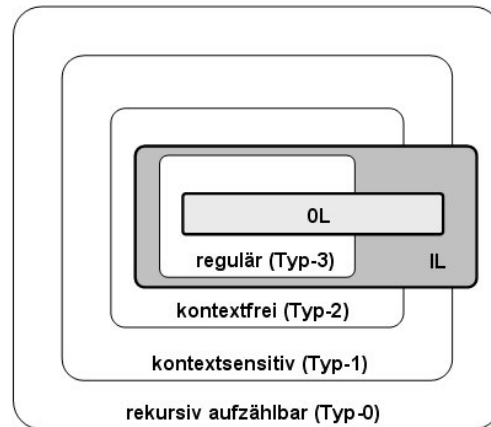 0L
regulär (Typ-3)
IL
kontextfrei (Typ-2)
kontextsensitiv (Typ-1)
rekursiv aufzählbar (Typ-0)